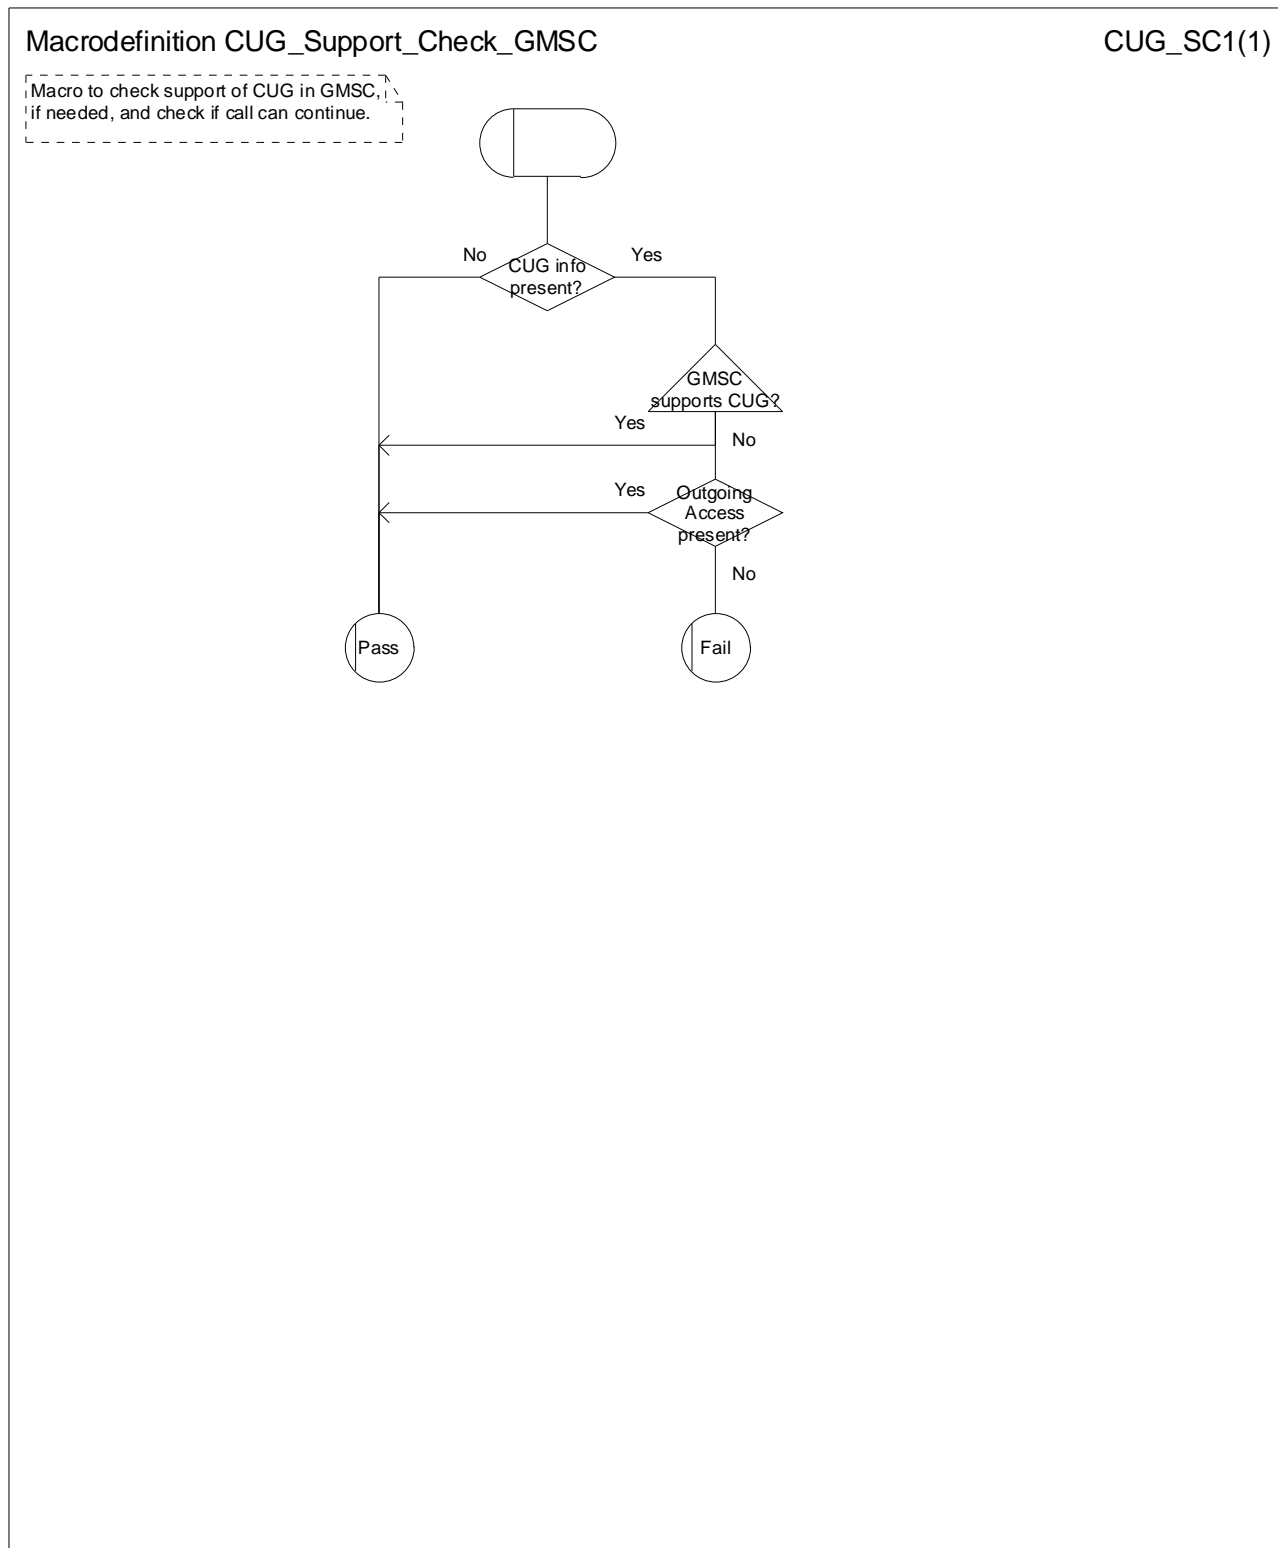 Macrodefinition CUG_Support_Check_GMSC
CUG_SC1(1)
Macro to check support of CUG in GMSC,
if needed, and check if call can continue.
No
Yes
CUG info
present?
GMSC
supports CUG?
Yes
No
Yes
Outgoing
Access
present?
No
Pass
Fail